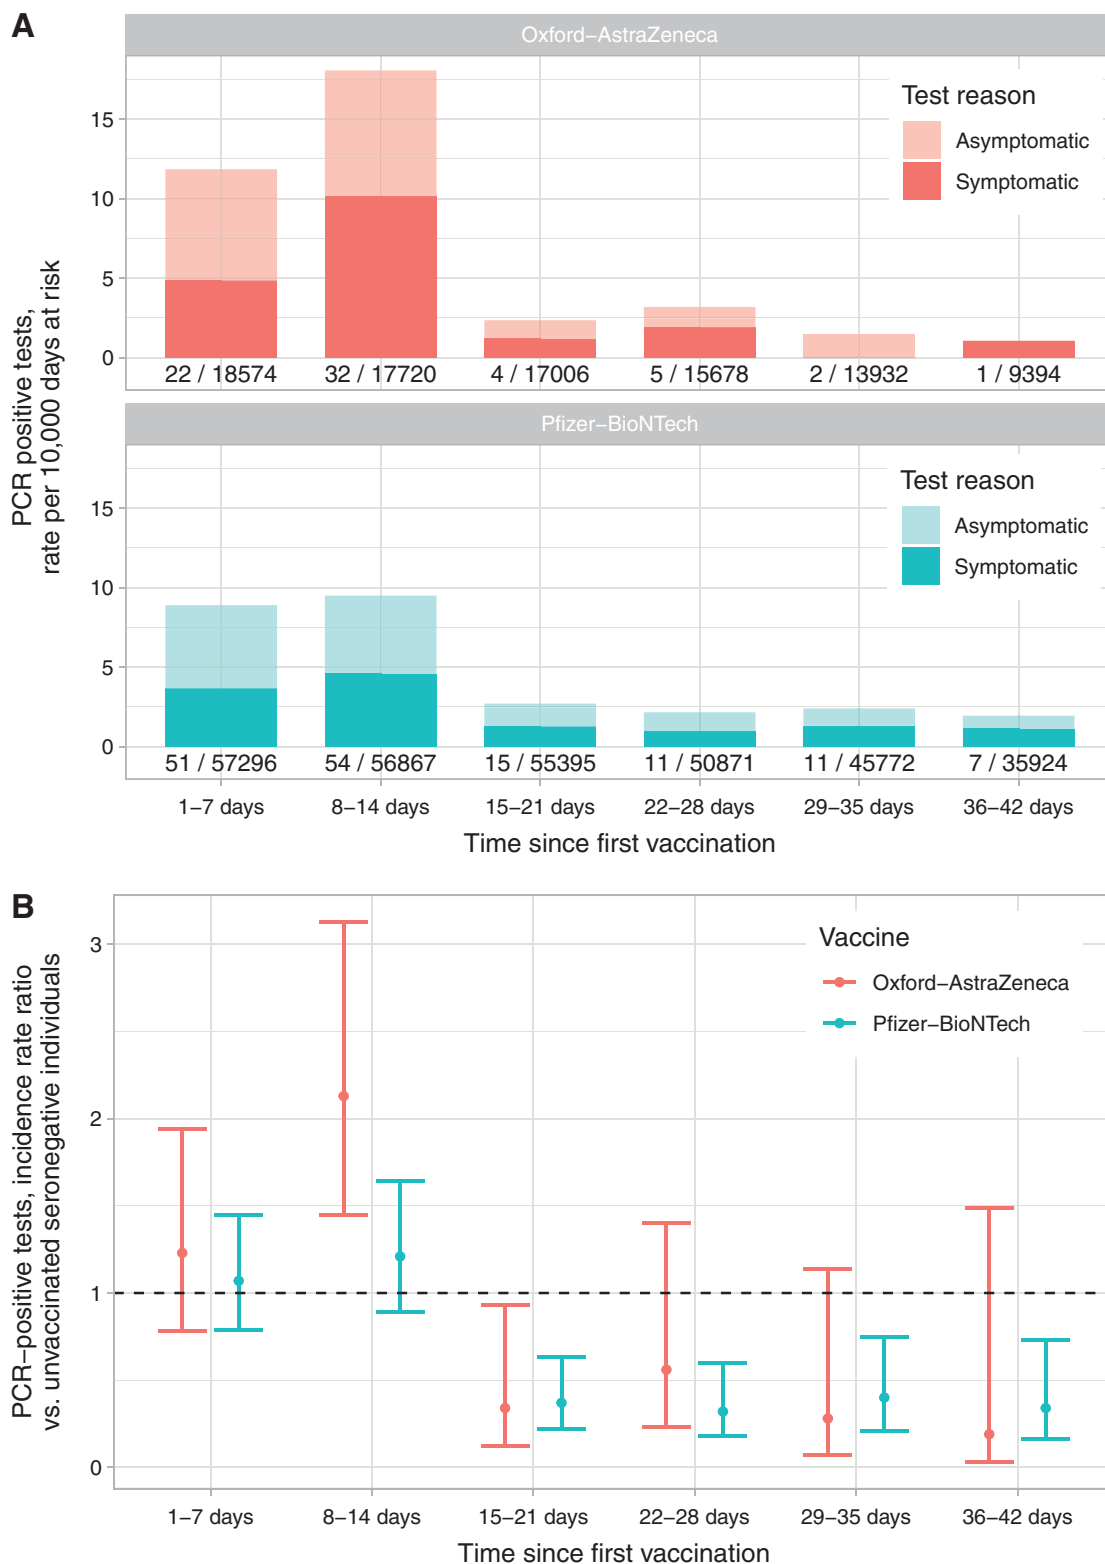 A
Oxford−AstraZeneca
Test reason
Asymptomatic
Symptomatic
15
10
5
0
22 / 18574
32 / 17720
4 / 17006
5 / 15678
2 / 13932
1 / 9394
PCR positive tests,
rate per 10,000 days at risk
Pfizer−BioNTech
Test reason
Asymptomatic
Symptomatic
15
10
5
0
51 / 57296
54 / 56867
15 / 55395
11 / 50871
11 / 45772
7 / 35924
1−7 days
8−14 days
15−21 days
22−28 days
29−35 days
36−42 days
Time since first vaccination
B
PCR−positive tests, incidence rate ratio
vs. unvaccinated seronegative individuals
3
2
1
0
Vaccine
Oxford−AstraZeneca
Pfizer−BioNTech
1−7 days
8−14 days
15−21 days
22−28 days
29−35 days
36−42 days
Time since first vaccination